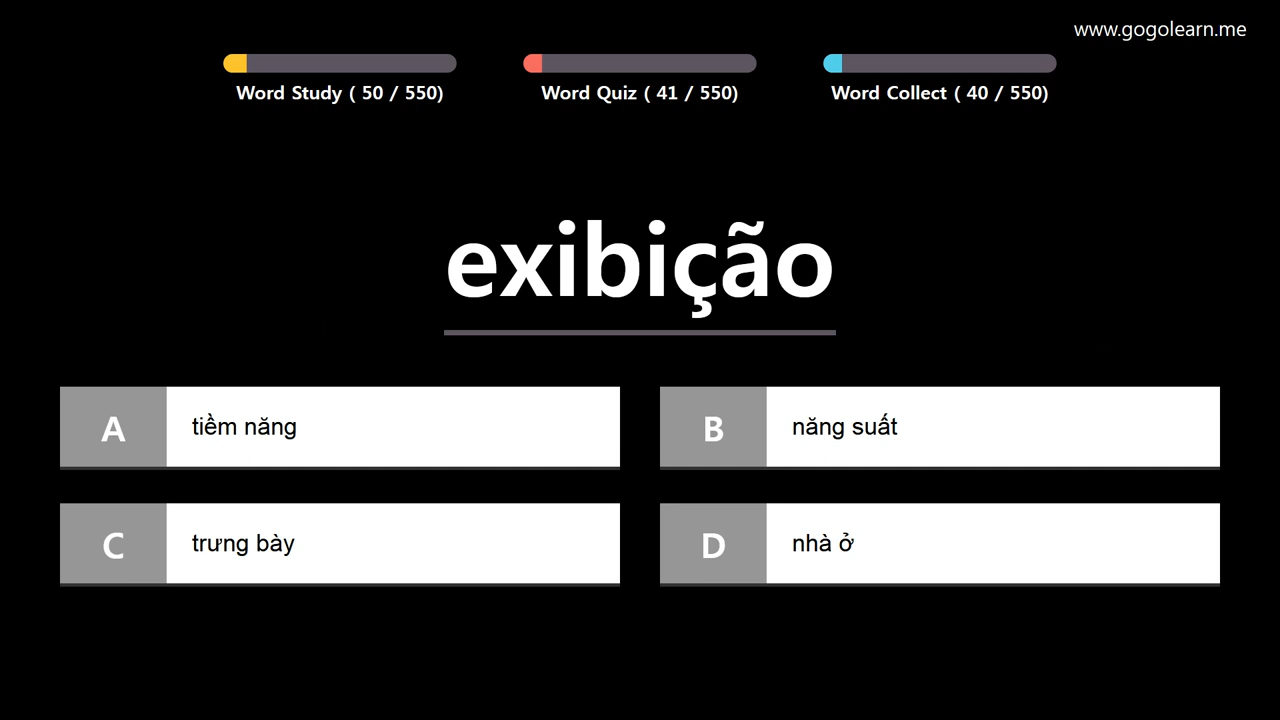 www.gogolearn.me
Word Study ( 50 / 550)
Word Quiz ( 41 / 550)
Word Collect ( 40 / 550)
exibição
A
tiềm năng
B
năng suất
C
trưng bày
D
nhà ở